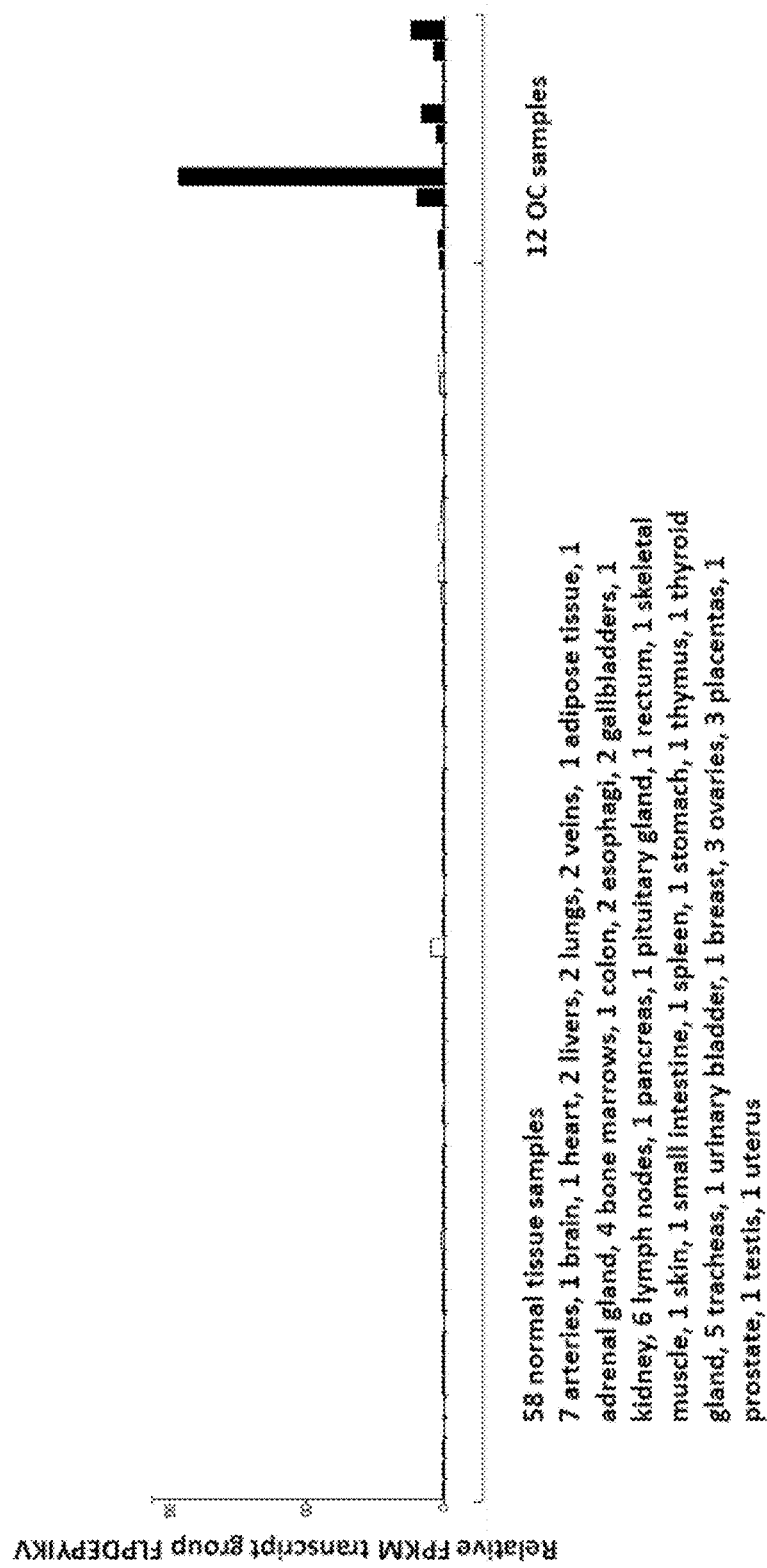 Relative FPKM transcript group FLPDEPYIKV
0
58 normal tissue samples
7 arteries, 1 brain, 1 heart, 2 livers, 2 lungs, 2 veins, 1 adipose tissue, 1
adrenal gland, 4 bone marrows, 1 colon, 2 esophagi, 2 gallbladders, 1
kidney, 6 lymph nodes, 1 pancreas, 1 pituitary gland, 1 rectum, 1 skeletal
muscle, 1 skin, 1 small intestine, 1 spleen, 1 stomach, 1 thymus, 1 thyroid
gland, 5 tracheas, 1 urinary bladder, 1 breast, 3 ovaries, 3 placentas, 1
prostate, 1 testis, 1 uterus
12 OC samples